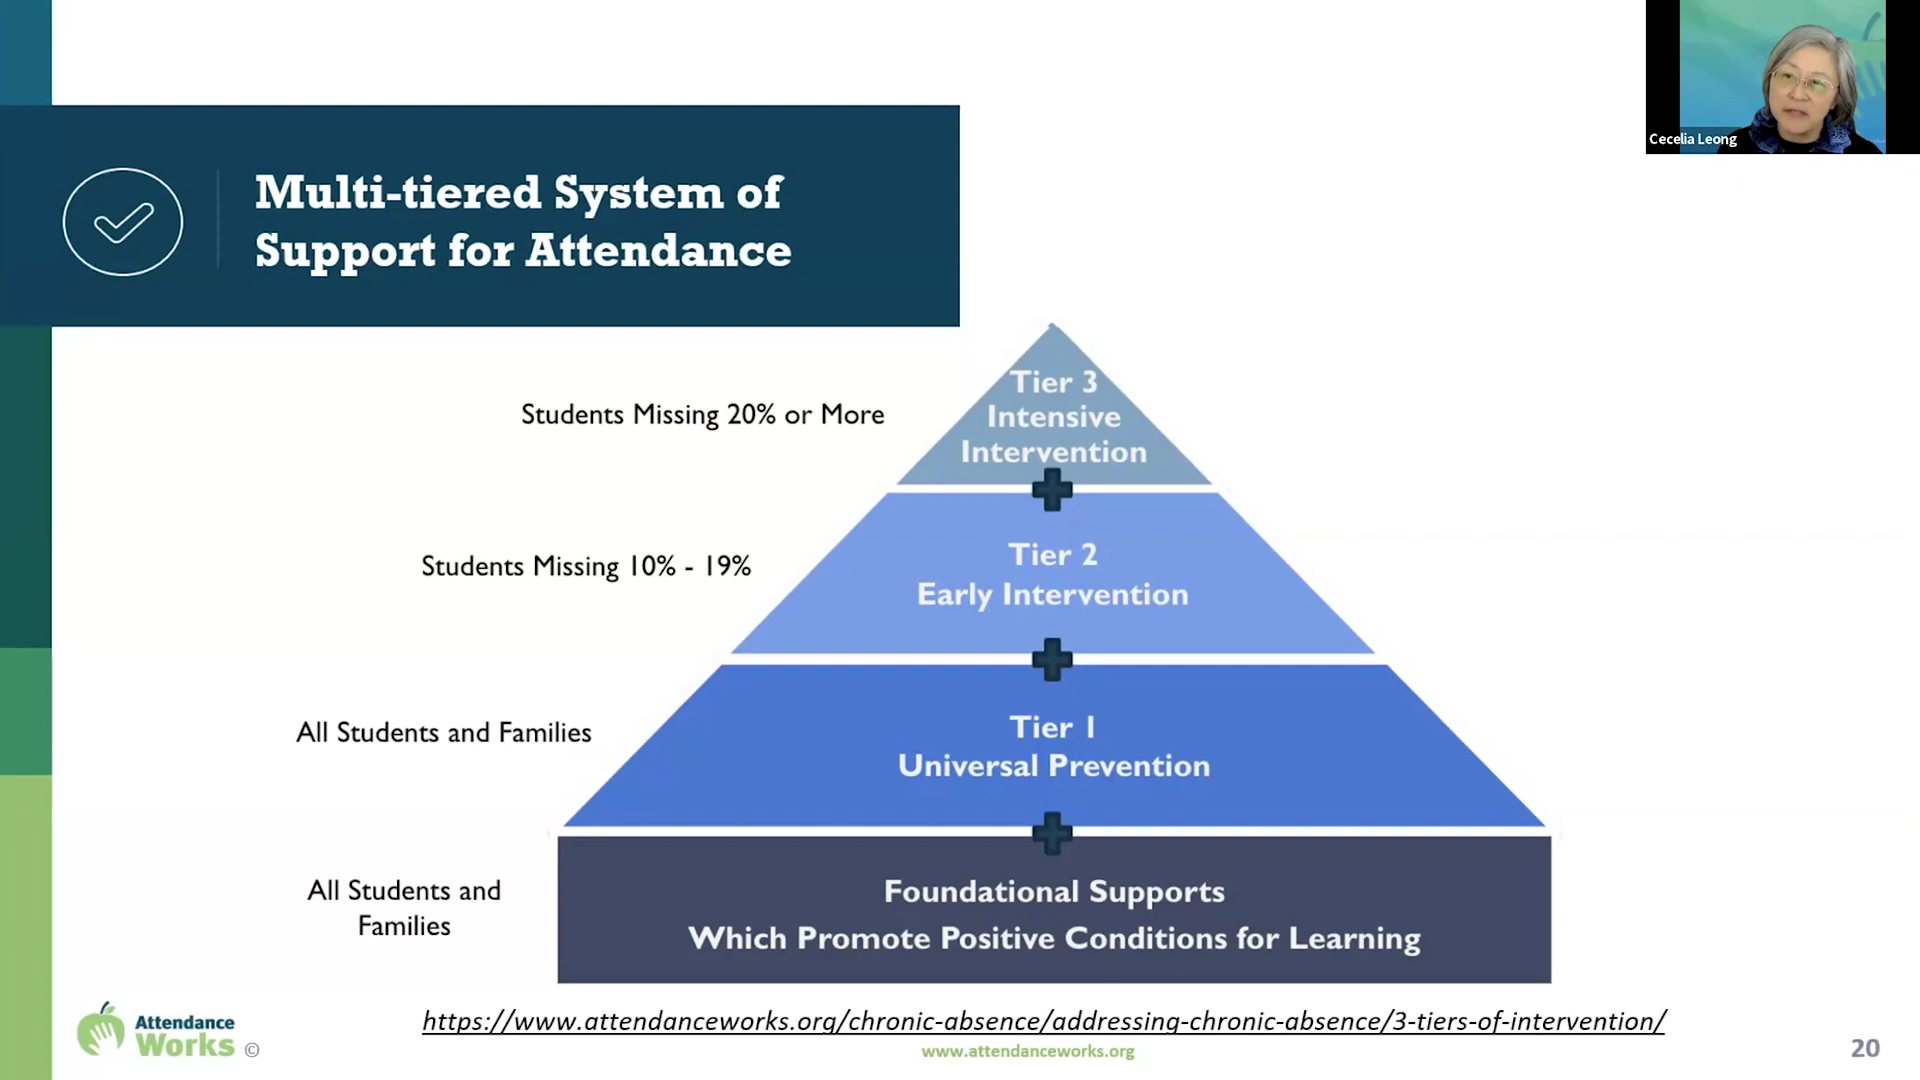 Cecelia Leong
Multi-tiered System of
Support for Attendance
Students Missing 20% or More
Tier 3
Intensive
Intervention
Students Missing 10% - 19%
Tier 2
Early Intervention
All Students and Families
Tier 1
Universal Prevention
All Students and
Families
Foundational Supports
Which Promote Positive Conditions for Learning
Attendance
Works ©
https://www.attendanceworks.org/chronic-absence/addressing-chronic-absence/3-tiers-of-intervention/
www.attendanceworks.org
20